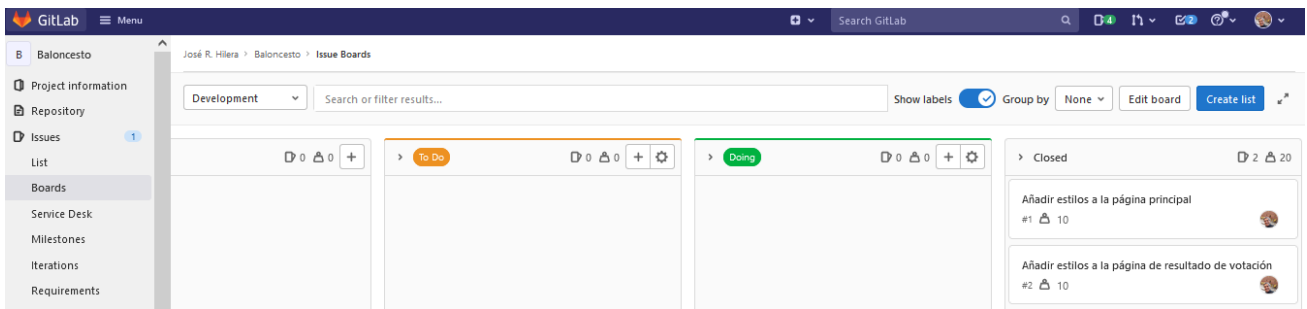 GitLab Menu Search GitLab 4 2
B Baloncesto
José R. Hilera > Baloncesto > Issue Boards
Project information
Repository
Issues 1
List
Boards
Service Desk
Milestones
Iterations
Requirements
Development Search or filter results... Show labels Group by None Edit board Create list
0 0 +
> To Do 0 0 +
> Doing 0 0 +
> Closed 2 20
Añadir estilos a la página principal
#1 10
Añadir estilos a la página de resultado de votación
#2 10